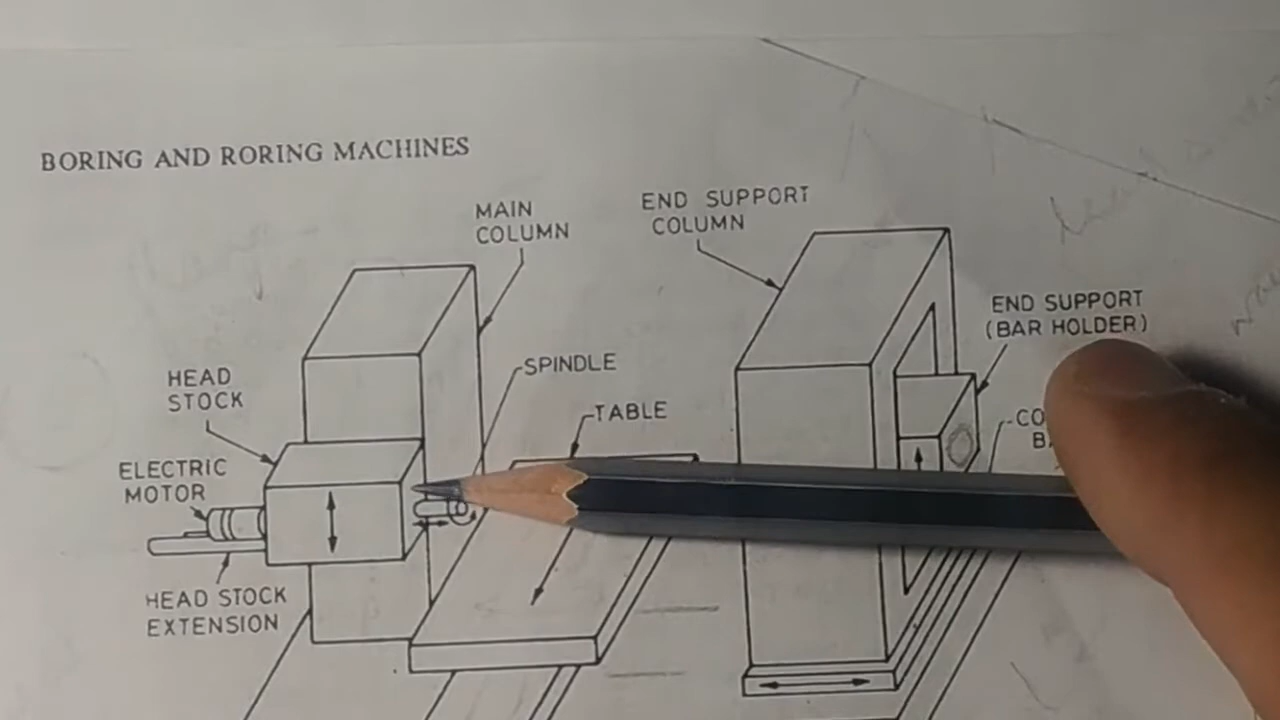 BORING AND RORING MACHINES
MAIN
COLUMN
END SUPPORT
COLUMN
END SUPPORT
(BAR HOLDER)
SPINDLE
HEAD
STOCK
TABLE
ELECTRIC
MOTOR
HEAD STOCK
EXTENSION